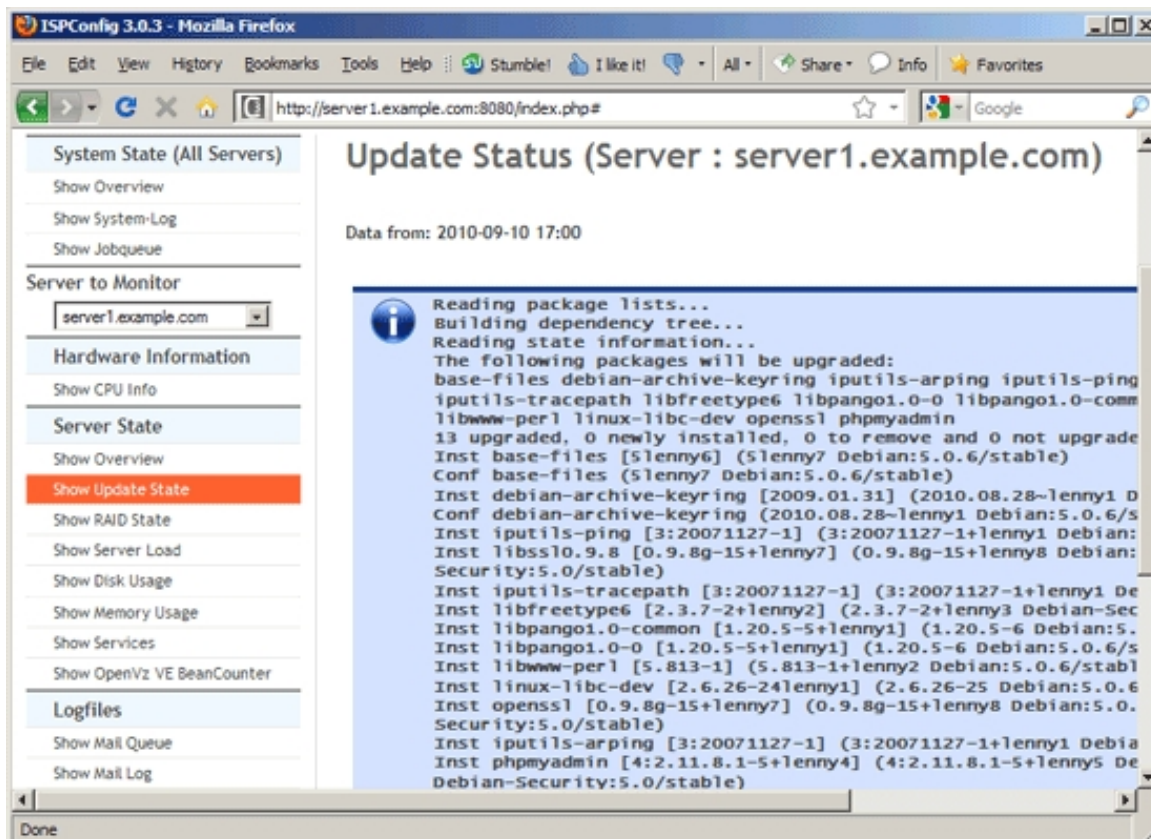 ISPConfig 3.0.3 - Mozilla Firefox
File Edit View History Bookmarks Tools Help Stumble! I like it! All Share Info Favorites
http://server1.example.com:8080/index.php# Google
System State (All Servers)
Show Overview
Show System-Log
Show Jobqueue
Server to Monitor
server1.example.com
Hardware Information
Show CPU Info
Server State
Show Overview
Show Update State
Show RAID State
Show Server Load
Show Disk Usage
Show Memory Usage
Show Services
Show OpenVz VE BeanCounter
Logfiles
Show Mail Queue
Show Mail Log
Update Status (Server : server1.example.com)
Data from: 2010-09-10 17:00
Reading package lists...
Building dependency tree...
Reading state information...
The following packages will be upgraded:
base-files debian-archive-keyring iputils-arping iputils-ping
iputils-tracepath libfreetype6 libpango1.0-0 libpango1.0-comm
libwww-perl linux-libc-dev openssl phpmyadmin
13 upgraded, 0 newly installed, 0 to remove and 0 not upgrade
Inst base-files [5lenny6] (5lenny7 Debian:5.0.6/stable)
Conf base-files (5lenny7 Debian:5.0.6/stable)
Inst debian-archive-keyring [2009.01.31] (2010.08.28~lenny1 D
Conf debian-archive-keyring (2010.08.28~lenny1 Debian:5.0.6/s
Inst iputils-ping [3:20071127-1] (3:20071127-1+lenny1 Debian:
Inst libssl0.9.8 [0.9.8g-15+lenny7] (0.9.8g-15+lenny8 Debian:
Security:5.0/stable)
Inst iputils-tracepath [3:20071127-1] (3:20071127-1+lenny1 De
Inst libfreetype6 [2.3.7-2+lenny2] (2.3.7-2+lenny3 Debian-Sec
Inst libpango1.0-common [1.20.5-5+lenny1] (1.20.5-6 Debian:5.
Inst libpango1.0-0 [1.20.5-5+lenny1] (1.20.5-6 Debian:5.0.6/s
Inst libwww-perl [5.813-1] (5.813-1+lenny2 Debian:5.0.6/stabl
Inst linux-libc-dev [2.6.26-24lenny1] (2.6.26-25 Debian:5.0.6
Inst openssl [0.9.8g-15+lenny7] (0.9.8g-15+lenny8 Debian:5.0.
Security:5.0/stable)
Inst iputils-arping [3:20071127-1] (3:20071127-1+lenny1 Debia
Inst phpmyadmin [4:2.11.8.1-5+lenny4] (4:2.11.8.1-5+lenny5 De
Debian-Security:5.0/stable)
Done